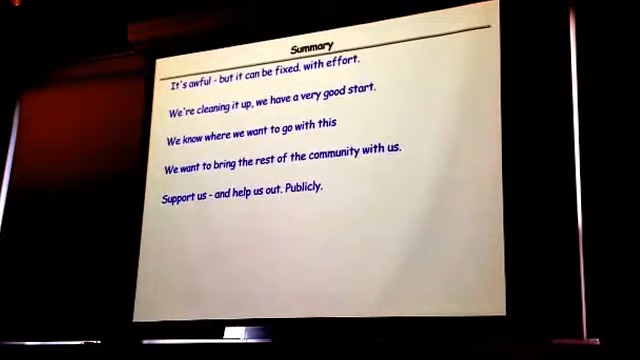 Summary
It's awful - but it can be fixed. with effort.
We're cleaning it up, we have a very good start.
We know where we want to go with this
We want to bring the rest of the community with us.
Support us - and help us out. Publicly.